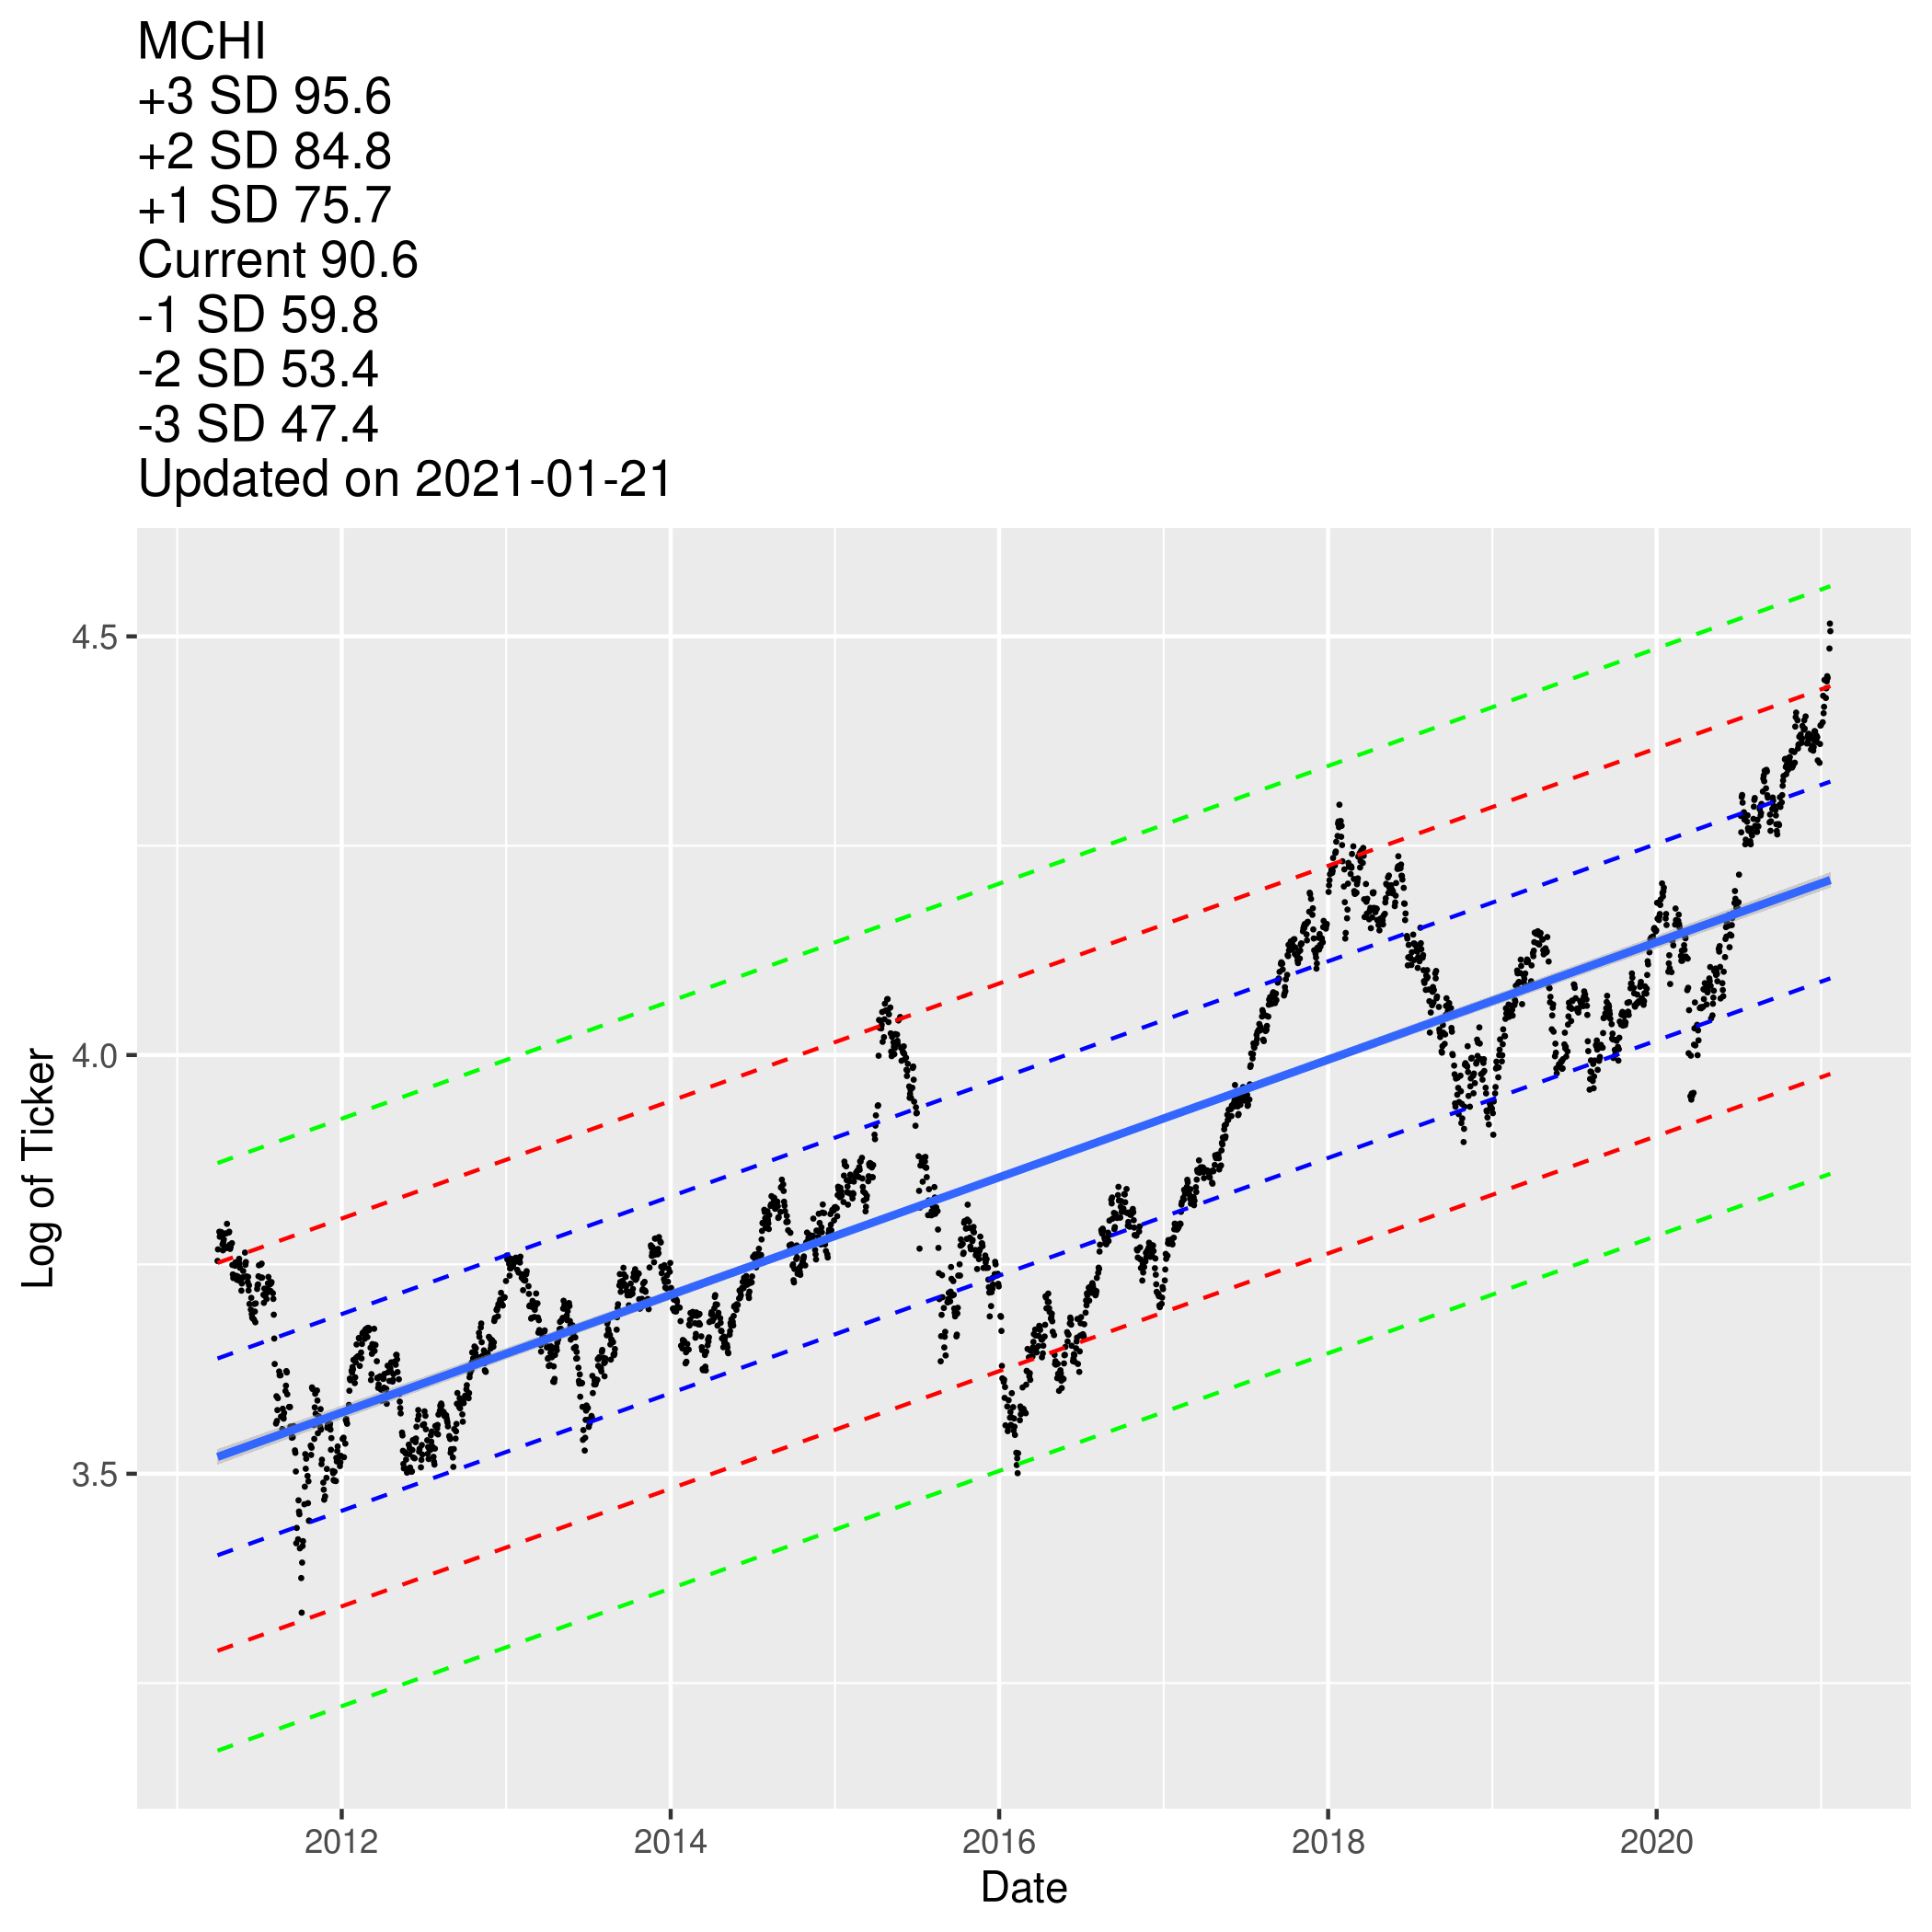 MCHI
+3 SD 95.6
+2 SD 84.8
+1 SD 75.7
Current 90.6
-1 SD 59.8
-2 SD 53.4
-3 SD 47.4
Updated on 2021-01-21
Log of Ticker
4.5
4.0
3.5
2012 2014 2016 2018 2020
Date